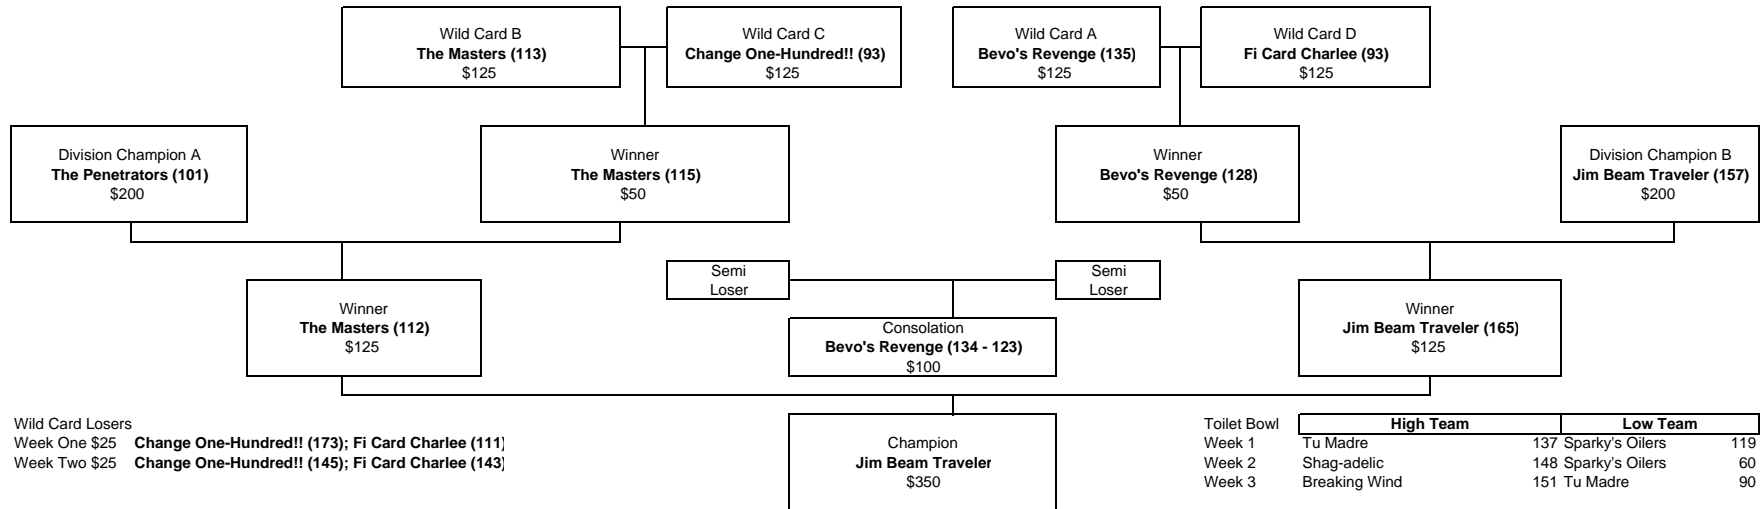 Wild Card B
The Masters (113)
$125
Wild Card C
Change One-Hundred!! (93)
$125
Wild Card A
Bevo's Revenge (135)
$125
Wild Card D
Fi Card Charlee (93)
$125
Division Champion A
The Penetrators (101)
$200
Winner
The Masters (115)
$50
Winner
Bevo's Revenge (128)
$50
Division Champion B
Jim Beam Traveler (157)
$200
Semi
Loser
Semi
Loser
Winner
The Masters (112)
$125
Consolation
Bevo's Revenge (134 - 123)
$100
Winner
Jim Beam Traveler (165)
$125
Wild Card Losers
Week One $25 Change One-Hundred!! (173); Fi Card Charlee (111)
Week Two $25 Change One-Hundred!! (145); Fi Card Charlee (143)
Champion
Jim Beam Traveler
$350
Toilet Bowl High Team Low Team
Week 1 Tu Madre 137 Sparky's Oilers 119
Week 2 Shag-adelic 148 Sparky's Oilers 60
Week 3 Breaking Wind 151 Tu Madre 90